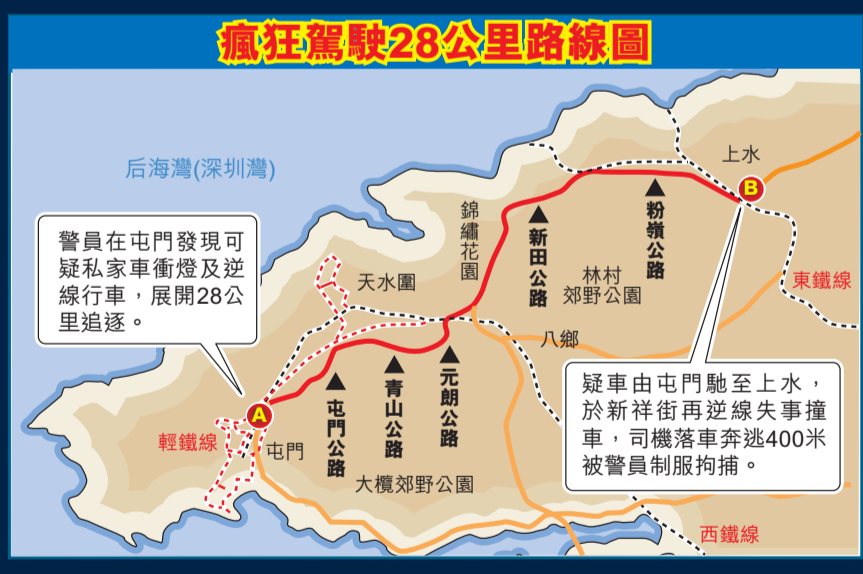 瘋狂駕駛28公里路線圖
后海灣(深圳灣)
上水
B
警員在屯門發現可
疑私家車衝燈及逆
線行車，展開28公
里追逐。
錦繡花園
新田公路
粉嶺公路
天水圍
林村
郊野公園
東鐵線
八鄉
疑車由屯門馳至上水，
於新祥街再逆線失事撞
車，司機落車奔逃400米
被警員制服拘捕。
A
屯門公路
青山公路
元朗公路
輕鐵線
屯門
大欖郊野公園
西鐵線